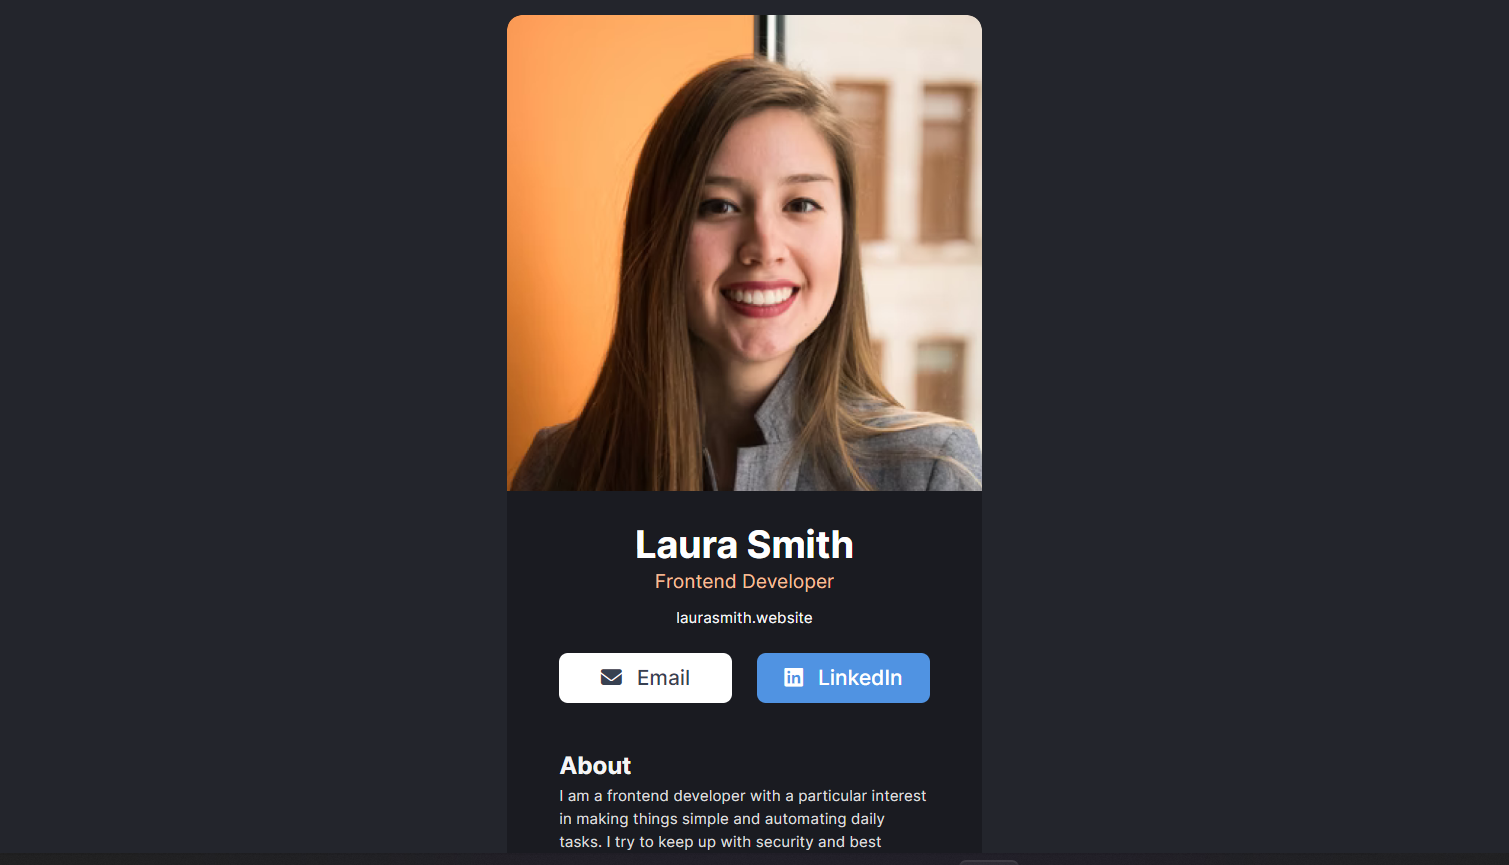 Laura Smith
Frontend Developer
laurasmith.website
Email
LinkedIn
About
I am a frontend developer with a particular interest
in making things simple and automating daily
tasks. I try to keep up with security and best